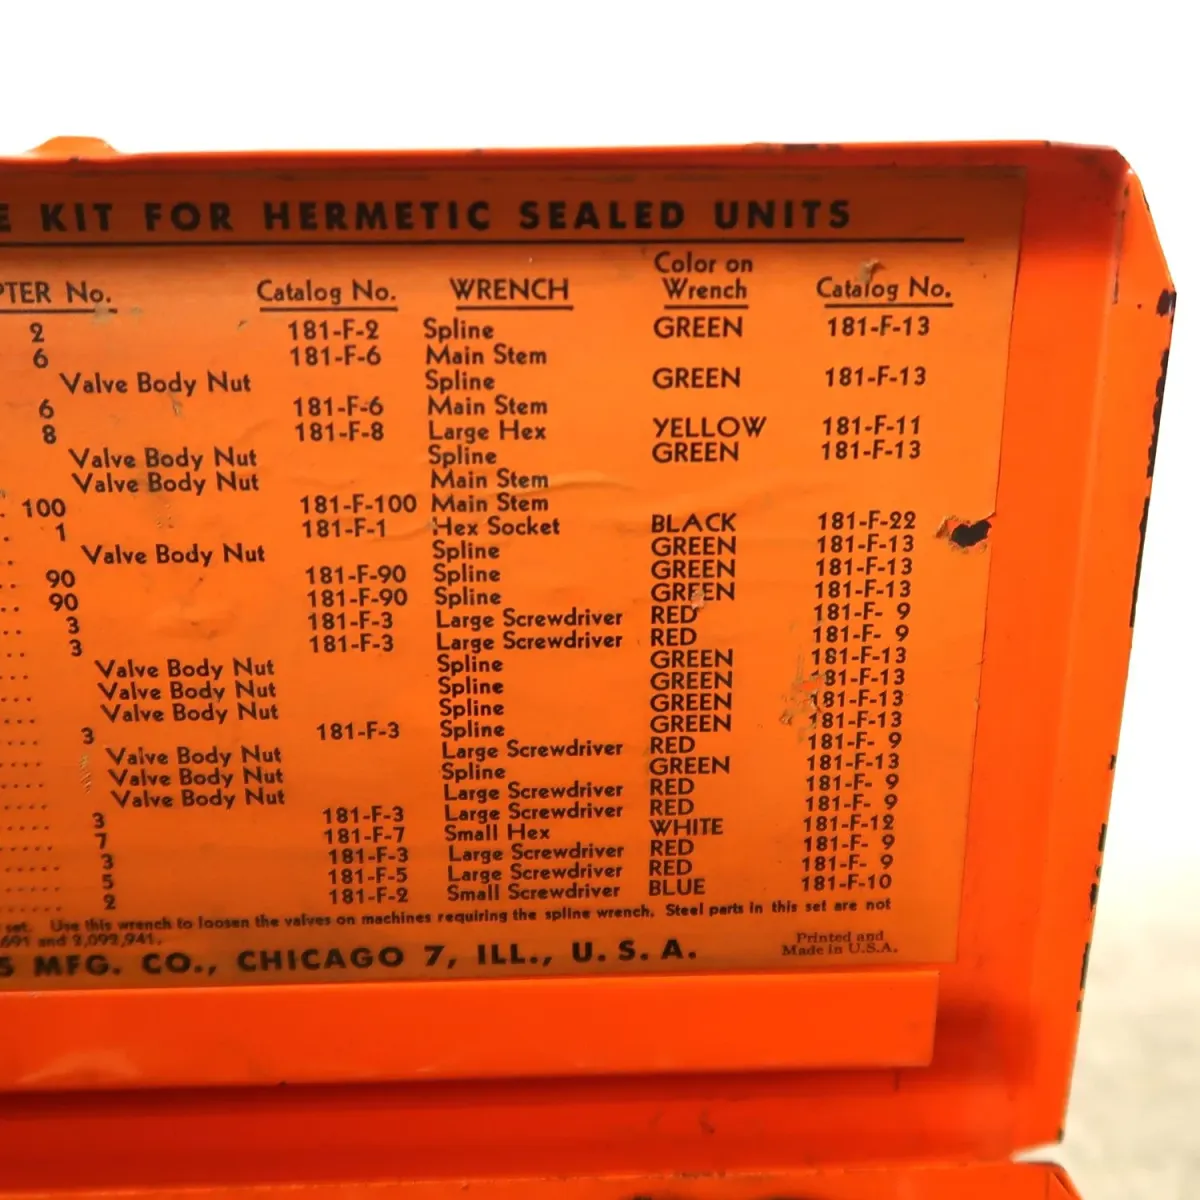 E KIT FOR HERMETIC SEALED UNITS
TER No. Catalog No. WRENCH Color on Wrench Catalog No.
2 181-F-2 Spline GREEN 181-F-13
6 181-F-6 Main Stem
Valve Body Nut Spline GREEN 181-F-13
6 181-F-6 Main Stem
8 181-F-8 Large Hex YELLOW 181-F-11
Valve Body Nut Spline GREEN 181-F-13
Valve Body Nut Main Stem
. 100 181-F-100 Main Stem
. 1 181-F-1 Hex Socket BLACK 181-F-22
Valve Body Nut Spline GREEN 181-F-13
90 181-F-90 Spline GREEN 181-F-13
90 181-F-90 Spline GREEN 181-F-13
3 181-F-3 Large Screwdriver RED 181-F- 9
3 181-F-3 Large Screwdriver RED 181-F- 9
Valve Body Nut Spline GREEN 181-F-13
Valve Body Nut Spline GREEN 181-F-13
Valve Body Nut Spline GREEN 181-F-13
3 181-F-3 Spline GREEN 181-F-13
Valve Body Nut Large Screwdriver RED 181-F- 9
Valve Body Nut Spline GREEN 181-F-13
Valve Body Nut Large Screwdriver RED 181-F- 9
3 181-F-3 Large Screwdriver RED 181-F- 9
7 181-F-7 Small Hex WHITE 181-F-12
3 181-F-3 Large Screwdriver RED 181-F- 9
5 181-F-5 Large Screwdriver RED 181-F- 9
2 181-F-2 Small Screwdriver BLUE 181-F-10
set. Use this wrench to loosen the valves on machines requiring the spline wrench. Steel parts in this set are not
691 and 2,092,941.
S MFG. CO., CHICAGO 7, ILL., U. S. A.
Printed and
Made in U.S.A.